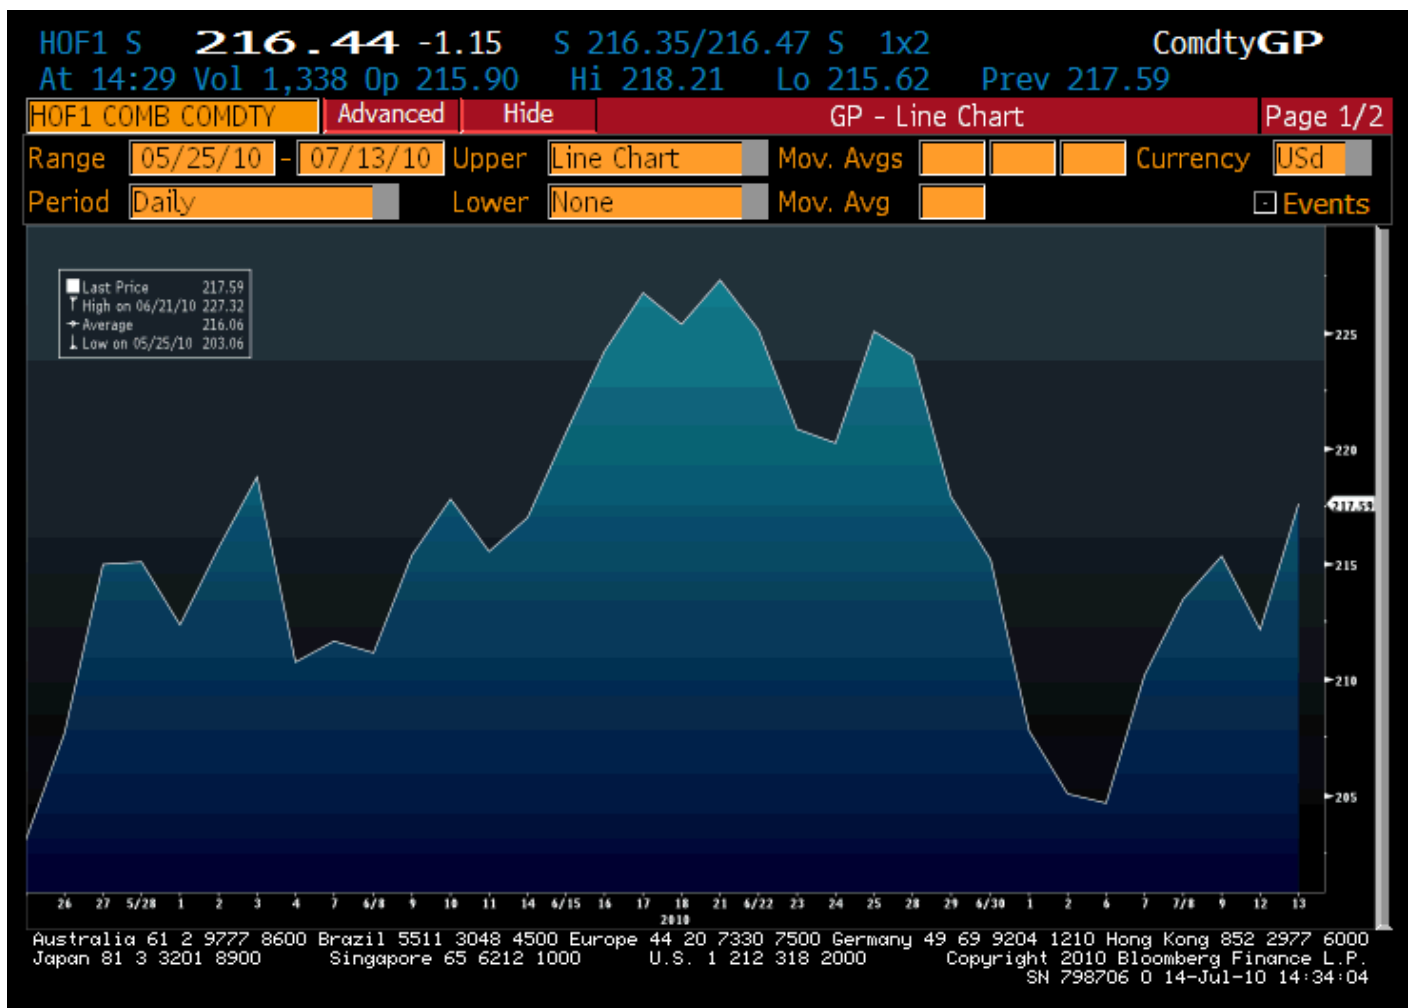 HOF1 S 216.44 -1.15 S 216.35/216.47 S 1x2 ComdtyGP
At 14:29 Vol 1,338 Op 215.90 Hi 218.21 Lo 215.62 Prev 217.59
HOF1 COMB COMDTY Advanced Hide GP - Line Chart Page 1/2
Range 05/25/10 - 07/13/10 Upper Line Chart Mov. Avgs Currency USd
Period Daily Lower None Mov. Avg - Events
Last Price 217.59
High on 06/21/10 227.32
Average 216.06
Low on 05/25/10 203.06
225
220
217.59
215
210
205
26 27 5/28 1 2 3 4 7 6/8 9 10 11 14 6/15 16 17 18 21 6/22 23 24 25 28 29 6/30 1 2 6 7 7/8 9 12 13
2010
Australia 61 2 9777 8600 Brazil 5511 3048 4500 Europe 44 20 7330 7500 Germany 49 69 9204 1210 Hong Kong 852 2977 6000
Japan 81 3 3201 8900 Singapore 65 6212 1000 U.S. 1 212 318 2000 Copyright 2010 Bloomberg Finance L.P.
SN 798706 0 14-Jul-10 14:34:04